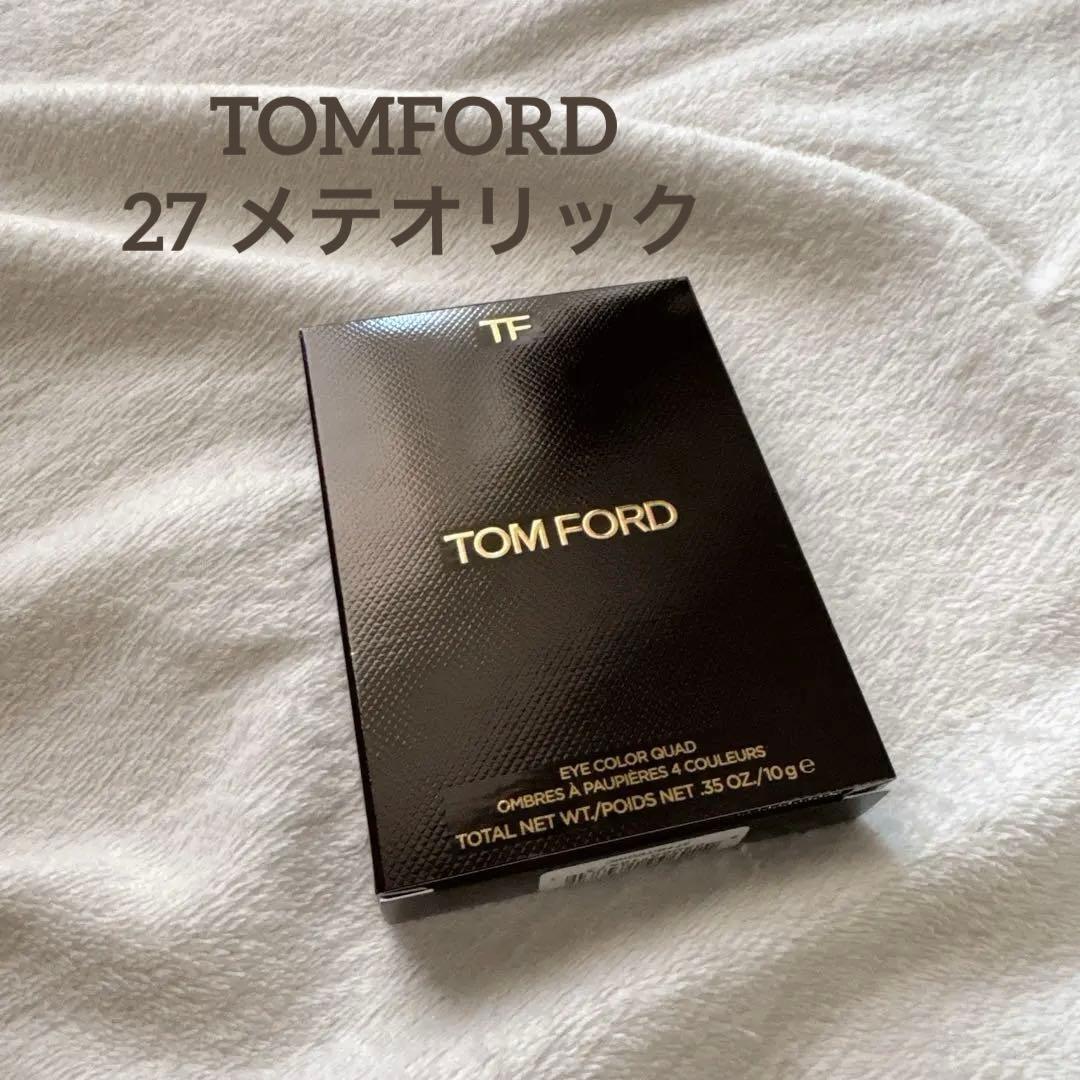 TOMFORD
27 メテオリック
TF
TOM FORD
EYE COLOR QUAD
OMBRES À PAUPIÈRES 4 COULEURS
TOTAL NET WT./POIDS NET .35 OZ./10 g e